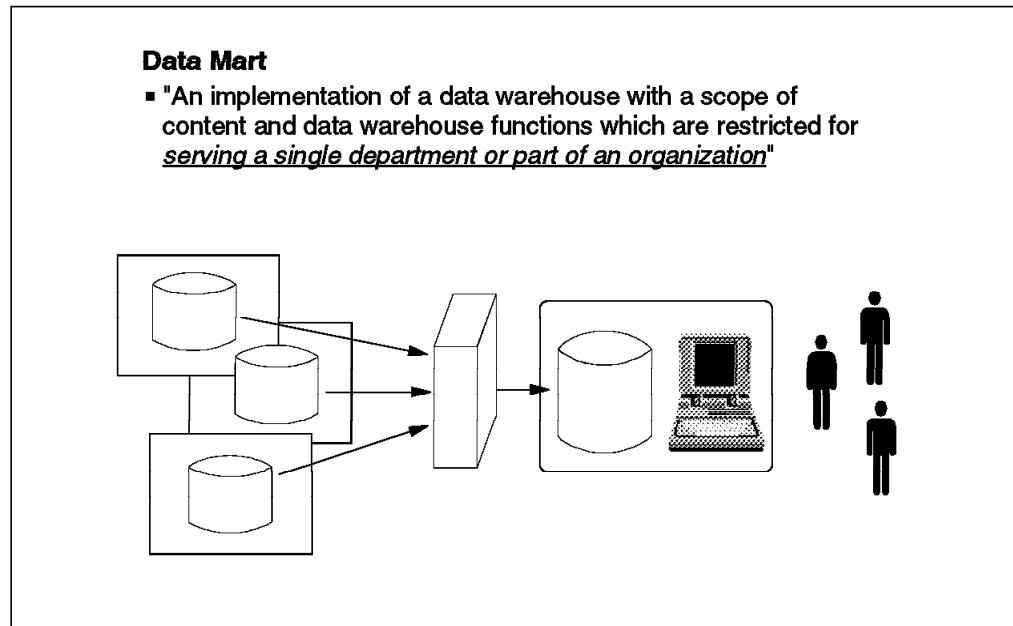 Data Mart
▪ "An implementation of a data warehouse with a scope of
content and data warehouse functions which are restricted for
serving a single department or part of an organization"